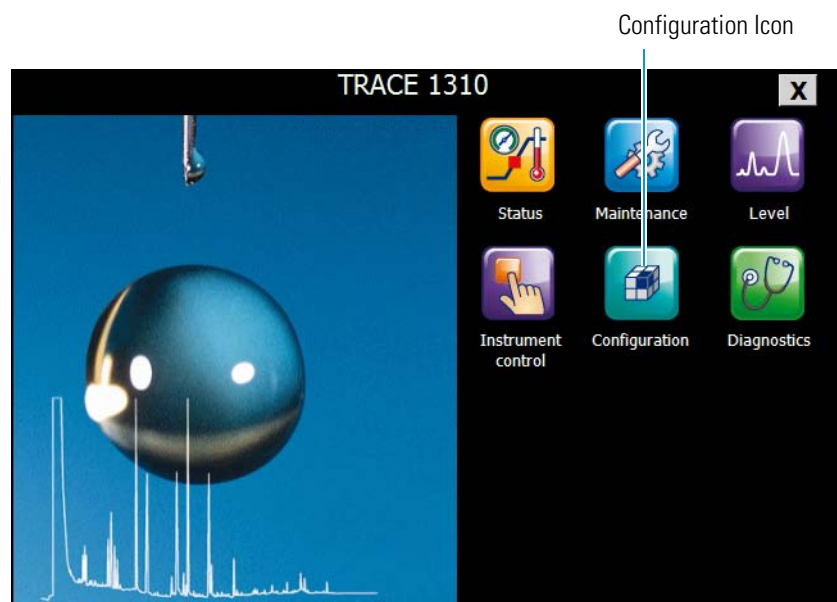 Configuration Icon
TRACE 1310
X
Status
Maintenance
Level
Instrument
control
Configuration
Diagnostics